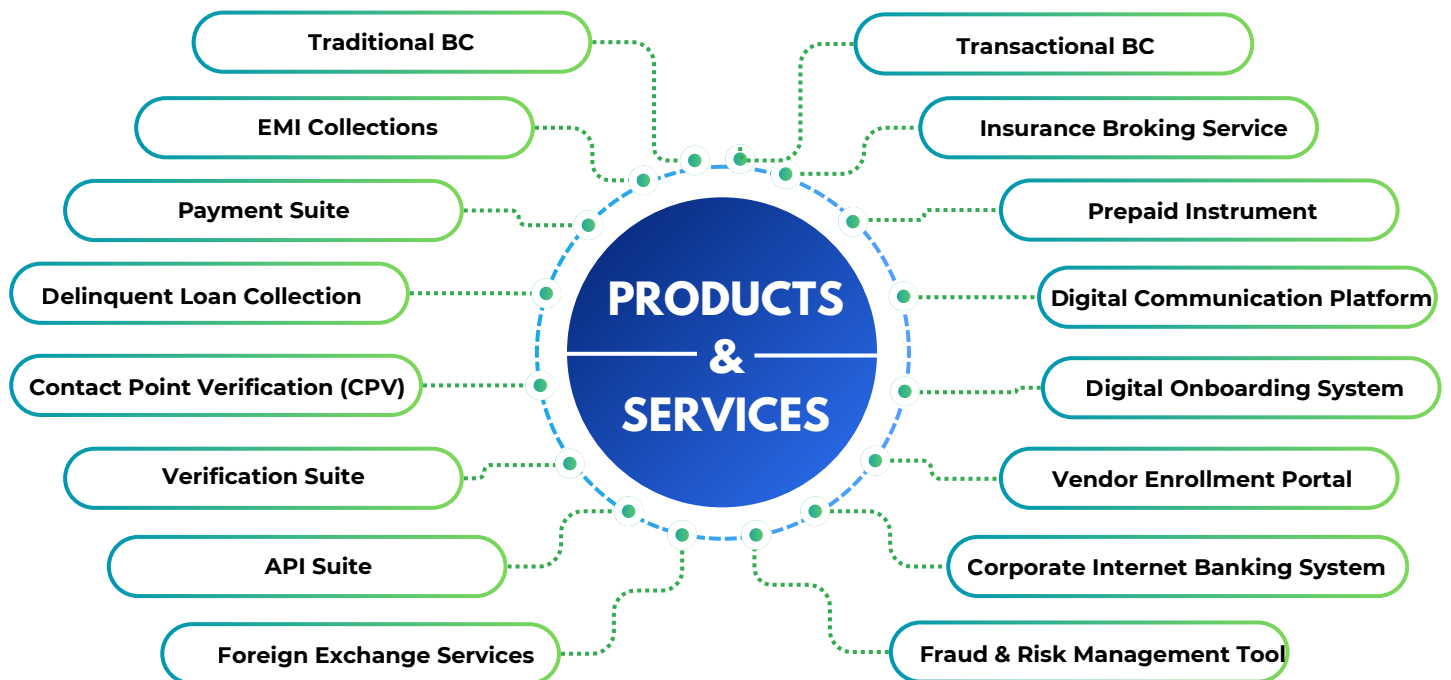 Traditional BC
EMI Collections
Payment Suite
Delinquent Loan Collection
Contact Point Verification (CPV)
Verification Suite
API Suite
Foreign Exchange Services
PRODUCTS
&
SERVICES
Transactional BC
Insurance Broking Service
Prepaid Instrument
Digital Communication Platform
Digital Onboarding System
Vendor Enrollment Portal
Corporate Internet Banking System
Fraud & Risk Management Tool